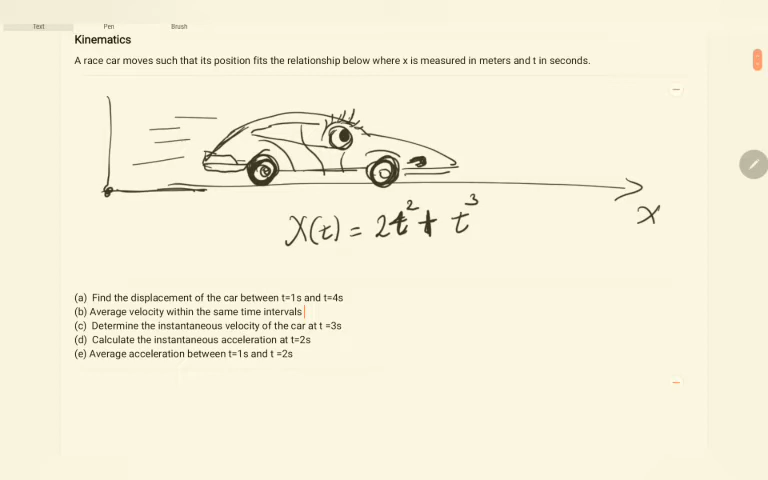 Text Pen Brush
Kinematics
A race car moves such that its position fits the relationship below where x is measured in meters and t in seconds.
x
X(t) = 2t² + t³
(a) Find the displacement of the car between t=1s and t=4s
(b) Average velocity within the same time intervals
(c) Determine the instantaneous velocity of the car at t =3s
(d) Calculate the instantaneous acceleration at t=2s
(e) Average acceleration between t=1s and t =2s